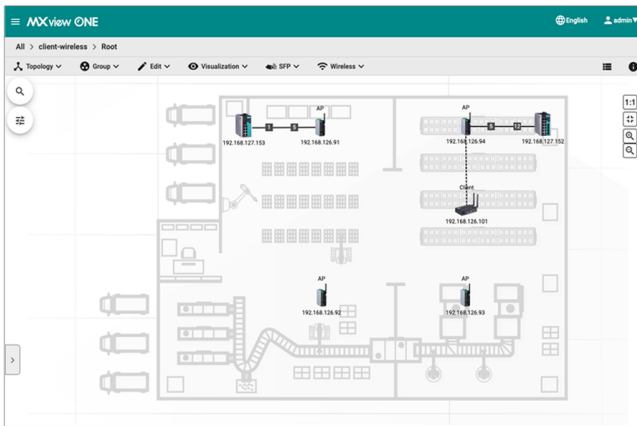 MXview ONE
English
admin
All > client-wireless > Root
Topology
Group
Edit
Visualization
SFP
Wireless
1:1
AP
192.168.127.153
192.168.126.91
AP
192.168.126.94
192.168.127.152
Client
192.168.126.101
AP
192.168.126.92
AP
192.168.126.93